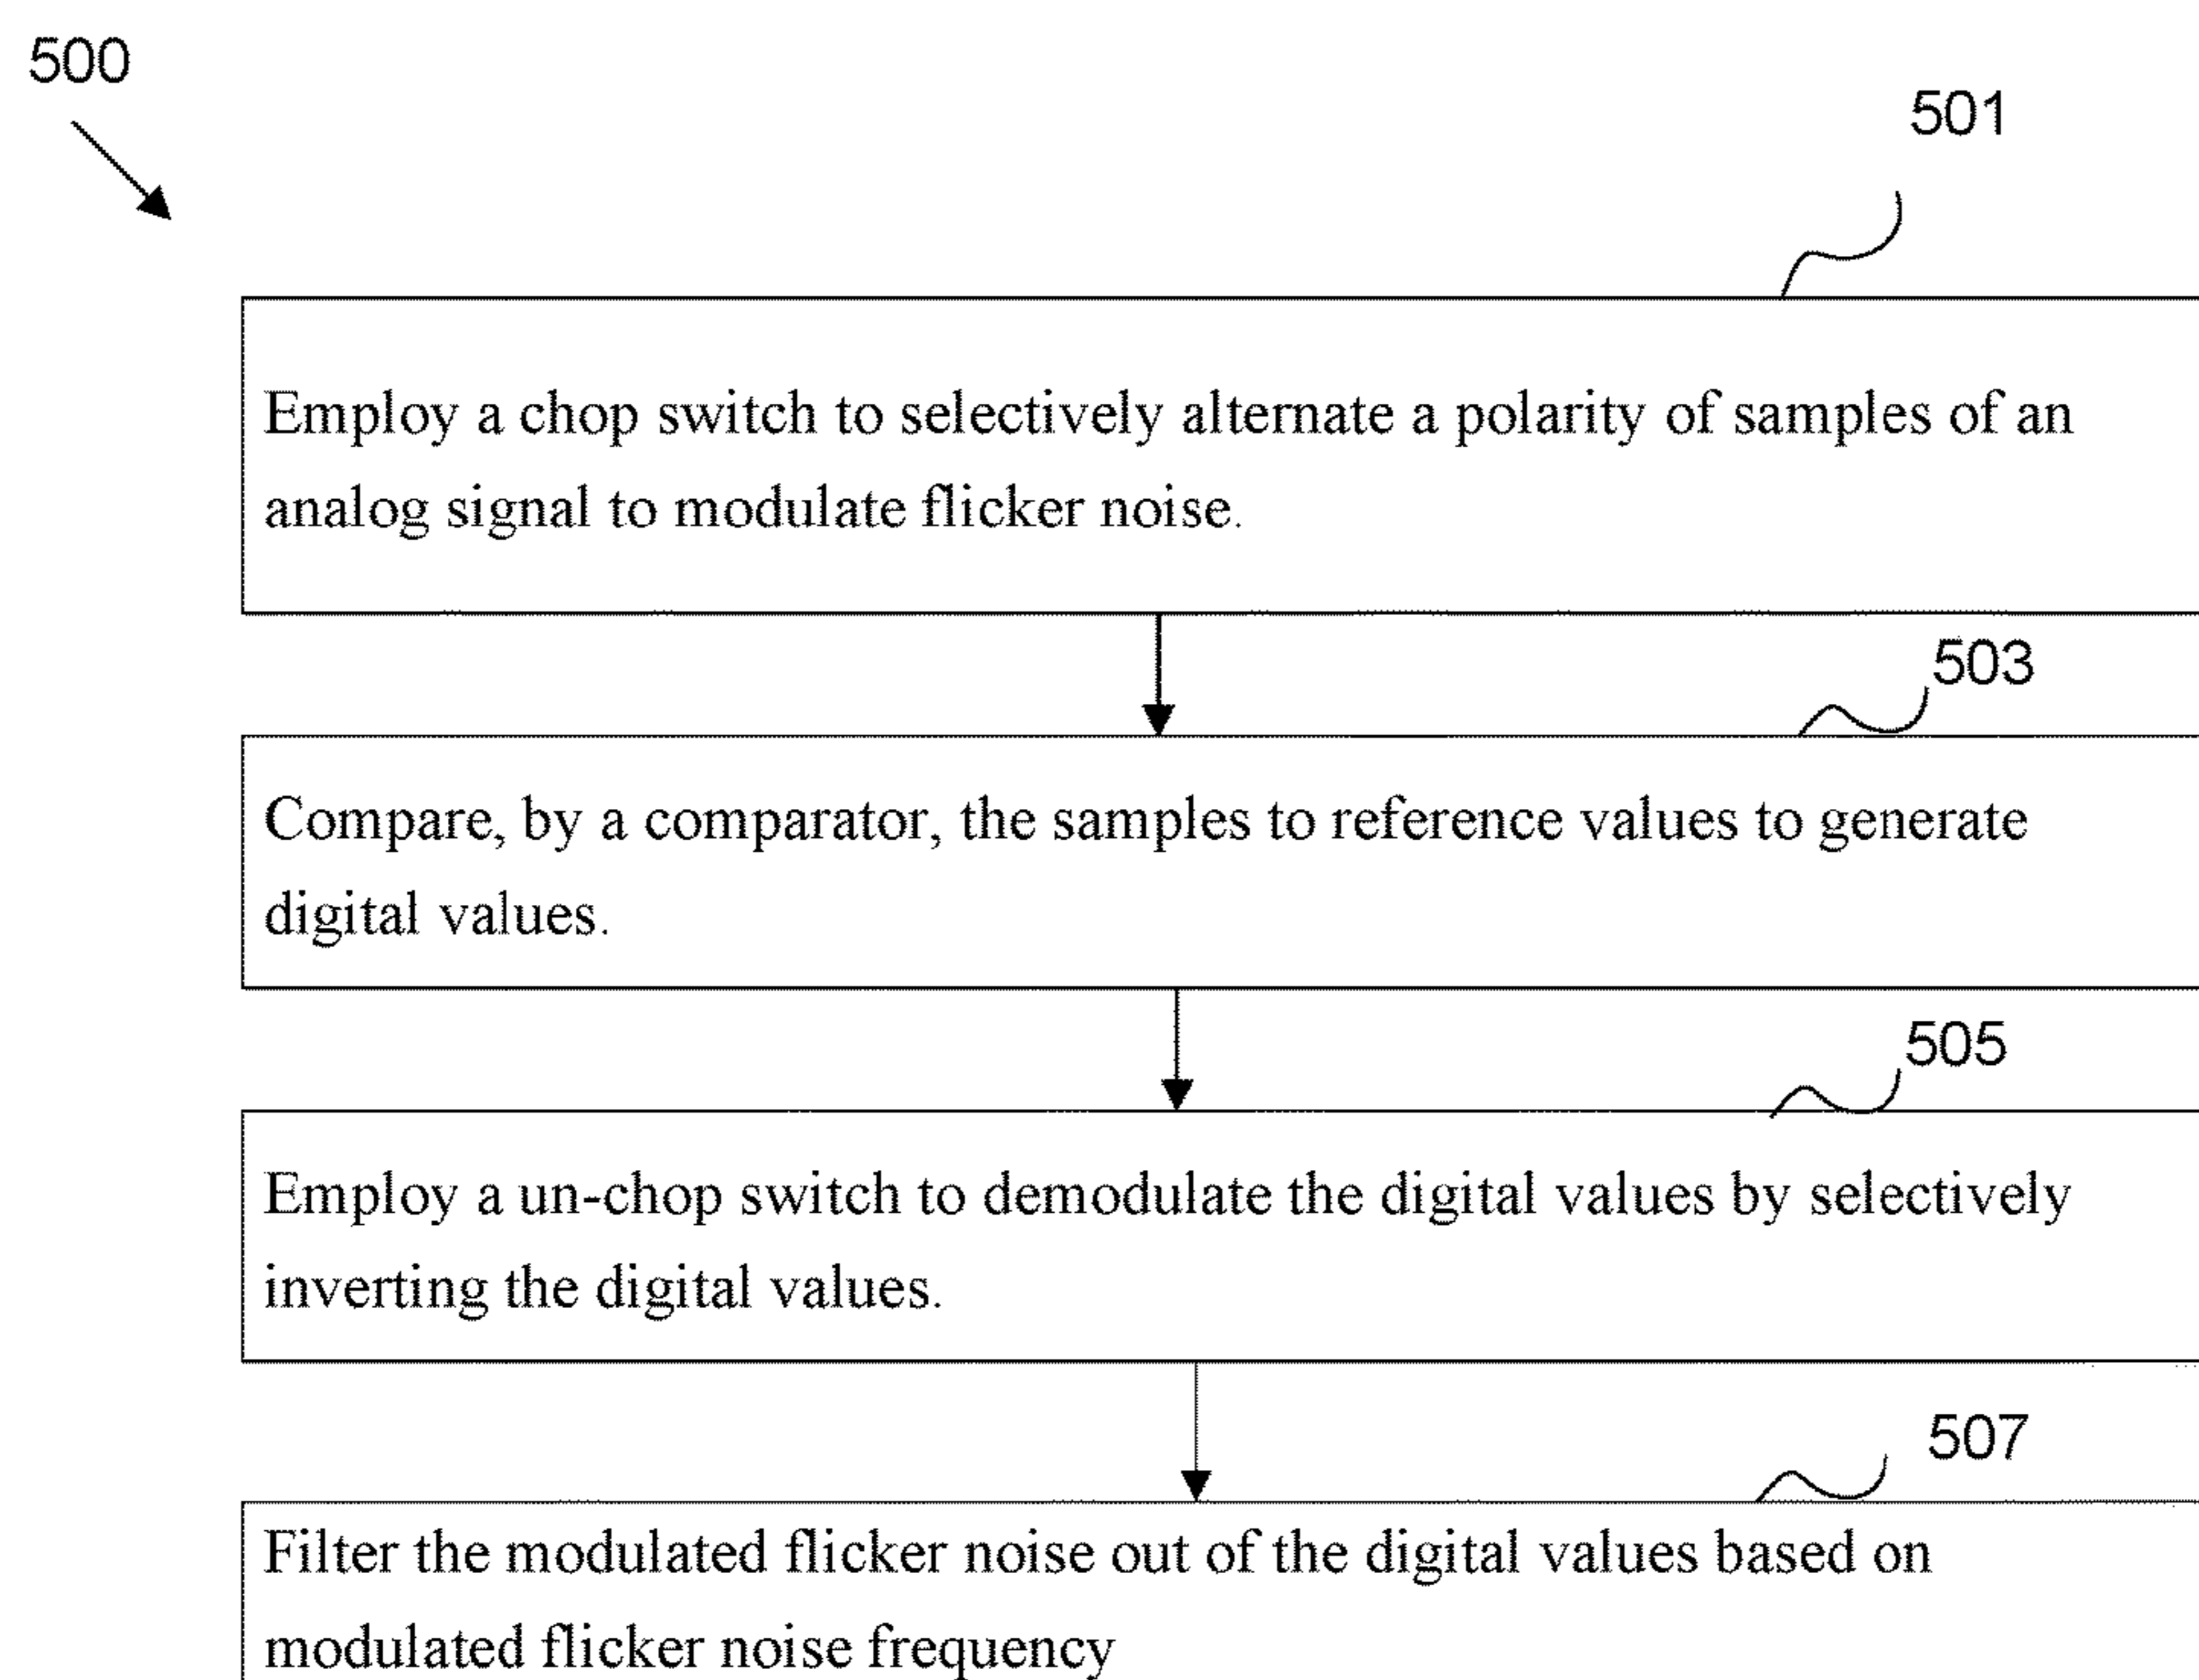 500
501
Employ a chop switch to selectively alternate a polarity of samples of an
analog signal to modulate flicker noise.
503
Compare, by a comparator, the samples to reference values to generate
digital values.
505
Employ a un-chop switch to demodulate the digital values by selectively
inverting the digital values.
507
Filter the modulated flicker noise out of the digital values based on
modulated flicker noise frequency